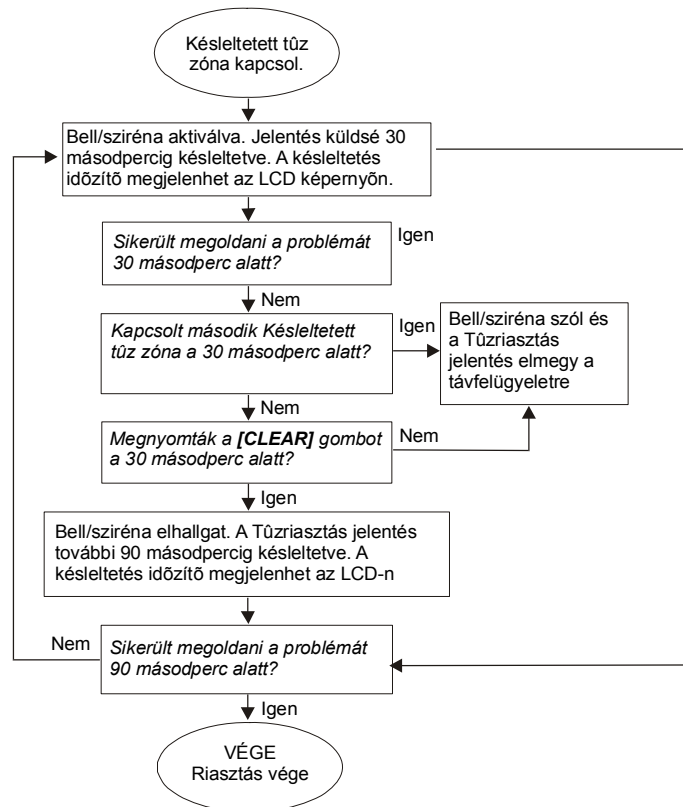 Késleltetett tûz
zóna kapcsol.
Bell/sziréna aktiválva. Jelentés küldsé 30
másodpercig késleltetve. A késleltetés
idõzítõ megjelenhet az LCD képernyõn.
Sikerült megoldani a problémát
30 másodperc alatt?
Igen
Nem
Kapcsolt második Késleltetett
tûz zóna a 30 másodperc alatt?
Igen
Bell/sziréna szól és
a Tûzriasztás
jelentés elmegy a
távfelügyeletre
Nem
Megnyomták a [CLEAR] gombot
a 30 másodperc alatt?
Nem
Igen
Bell/sziréna elhallgat. A Tûzriasztás jelentés
további 90 másodpercig késleltetve. A
késleltetés idõzítõ megjelenhet az LCD-n
Nem
Sikerült megoldani a problémát
90 másodperc alatt?
Igen
VÉGE
Riasztás vége